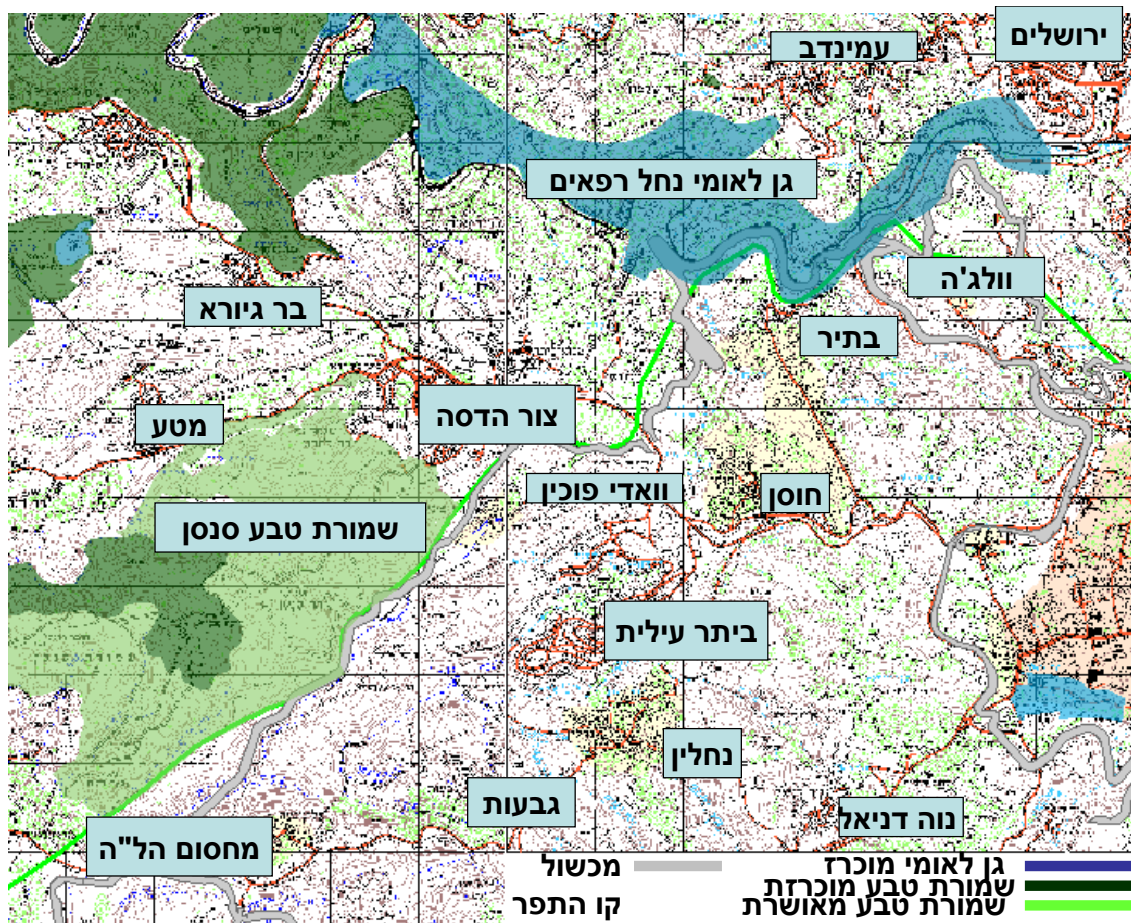 ירושלים
עמינדב
גן לאומי נחל רפאים
וולג'ה
בר גיורא
בתיר
צור הדסה
מטע
וואדי פוכין
חוסן
שמורת טבע סנסן
ביתר עילית
נחלין
גבעות
נוה דניאל
מחסום הל"ה
גן לאומי מוכרז
מכשול
שמורת טבע מוכרזת
שמורת טבע מאושרת
קו התפר